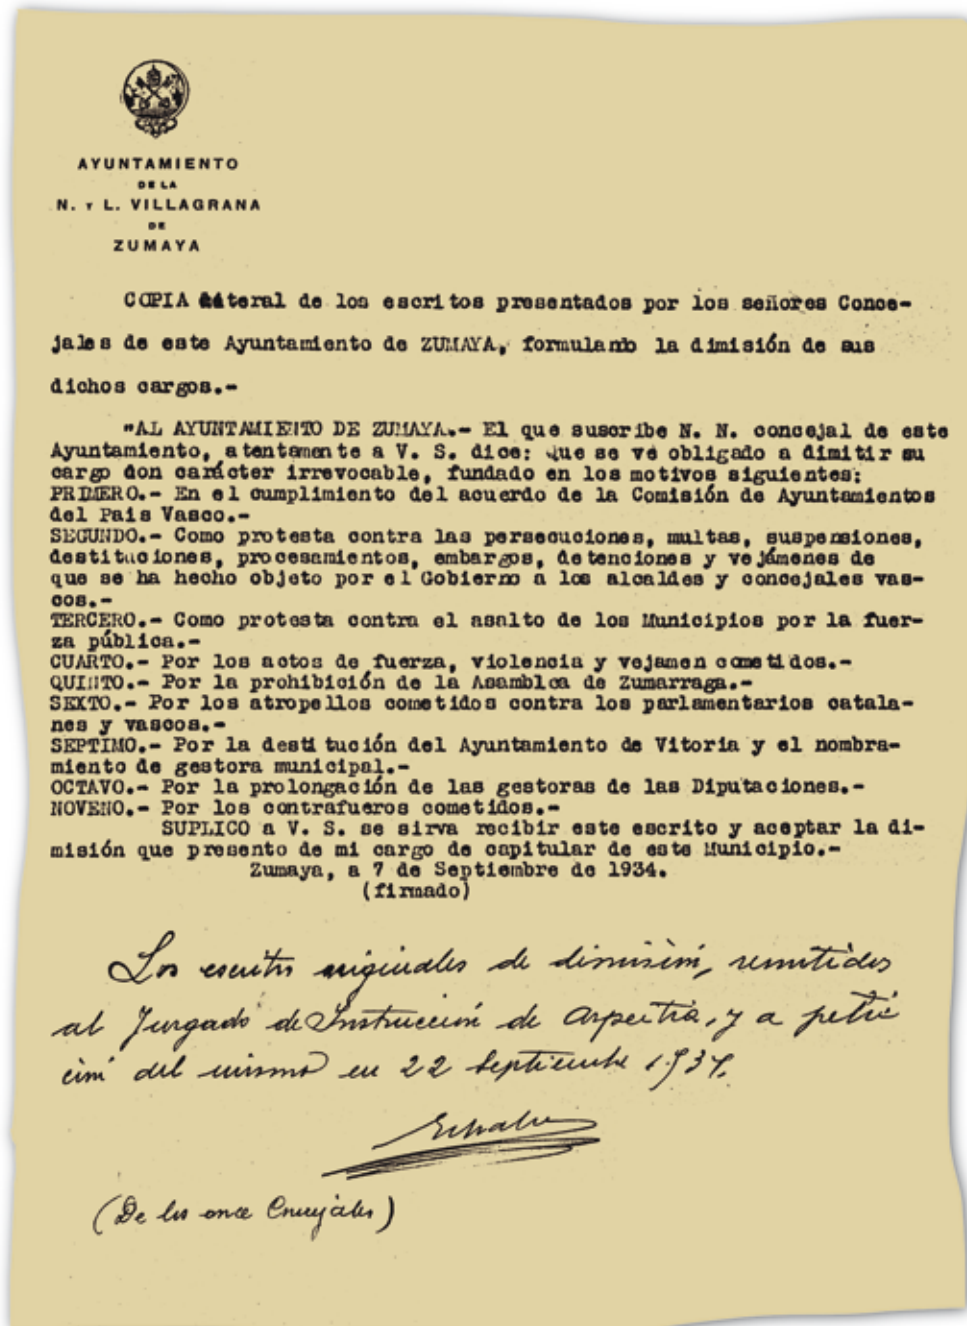 AYUNTAMIENTO
DE LA
N. Y L. VILLAGRANA
DE
ZUMAYA
COPIA literal de los escritos presentados por los señores Conce-
jales de este Ayuntamiento de ZUMAYA, formulando la dimisión de sus
dichos cargos.-
"AL AYUNTAMIENTO DE ZUMAYA.- El que suscribe N. N. concejal de este
Ayuntamiento, atentamente a V. S. dice: Que se vé obligado a dimitir su
cargo don carácter irrevocable, fundado en los motivos siguientes:
PRIMERO.- En el cumplimiento del acuerdo de la Comisión de Ayuntamientos
del Pais Vasco.-
SEGUNDO.- Como protesta contra las persecuciones, multas, suspensiones,
destituciones, procesamientos, embargos, detenciones y vejámenes de
que se ha hecho objeto por el Gobierno a los alcaldes y concejales vas-
cos.-
TERCERO.- Como protesta contra el asalto de los Municipios por la fuer-
za pública.-
CUARTO.- Por los actos de fuerza, violencia y vejamen cometidos.-
QUINTO.- Por la prohibición de la Asamblea de Zumarraga.-
SEXTO.- Por los atropellos cometidos contra los parlamentarios catala-
nes y vascos.-
SEPTIMO.- Por la destitución del Ayuntamiento de Vitoria y el nombra-
miento de gestora municipal.-
OCTAVO.- Por la prolongación de las gestoras de las Diputaciones.-
NOVENO.- Por los contrafueros cometidos.-
SUPLICO a V. S. se sirva recibir este escrito y aceptar la di-
misión que presento de mi cargo de capitular de este Municipio.-
Zumaya, a 7 de Septiembre de 1934.
(firmado)
Los escritos originales de dimisión, remitidos
al Juzgado de Instrucción de Azpeitia, y a peti
ción del mismo en 22 Septiembre 1934.
(De los once Concejales)